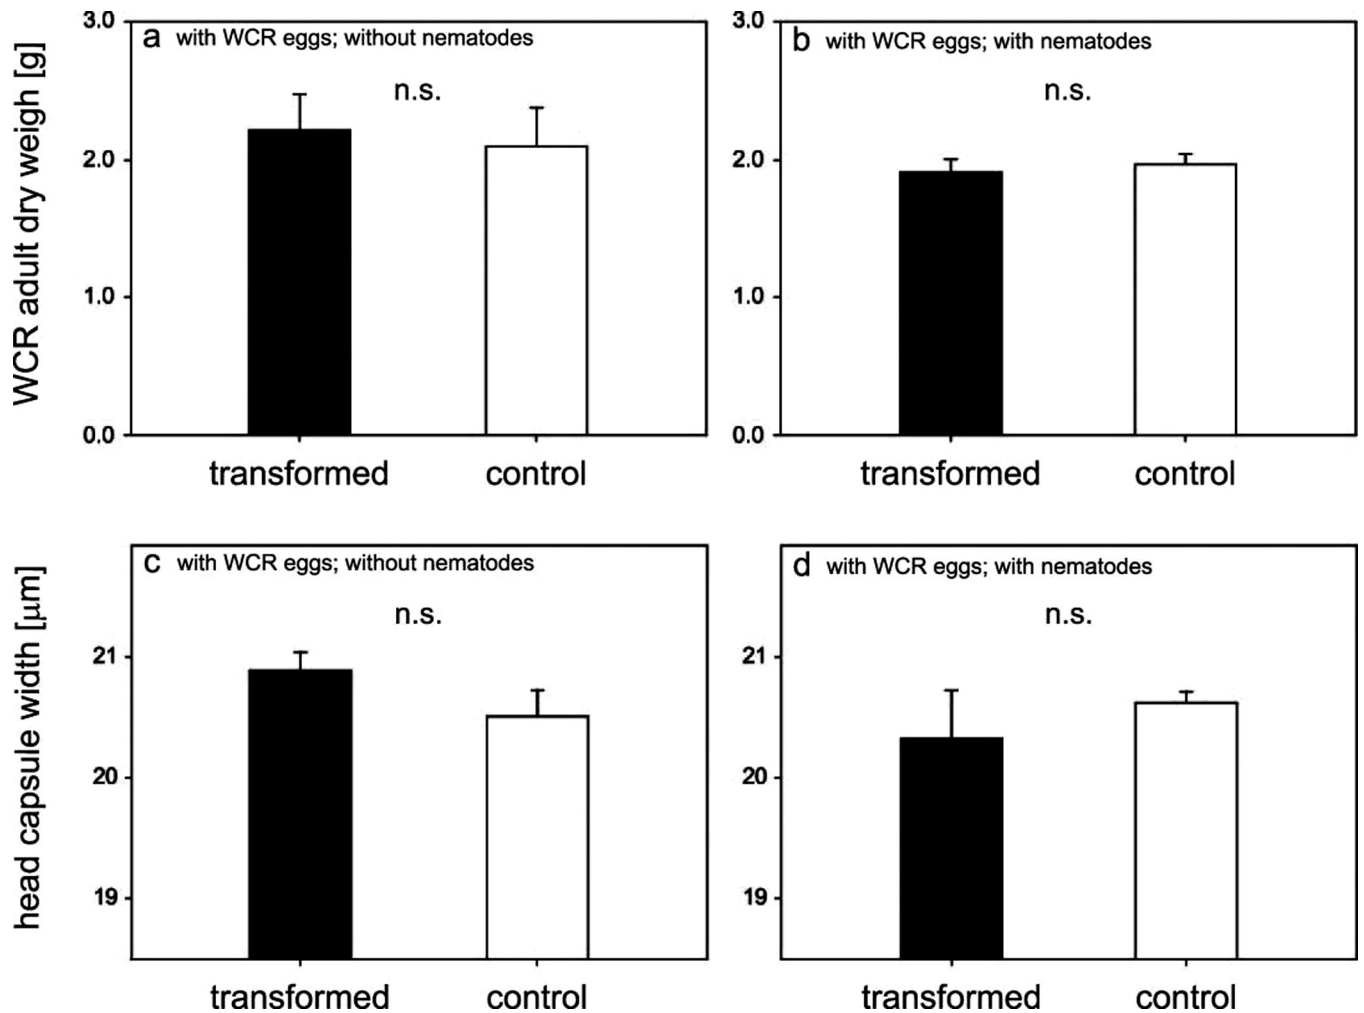 WCR adult dry weigh [g]
a with WCR eggs; without nematodes
n.s.
3.0
2.0
1.0
0.0
transformed control
b with WCR eggs; with nematodes
n.s.
3.0
2.0
1.0
0.0
transformed control
head capsule width [μm]
c with WCR eggs; without nematodes
n.s.
21
20
19
transformed control
d with WCR eggs; with nematodes
n.s.
21
20
19
transformed control